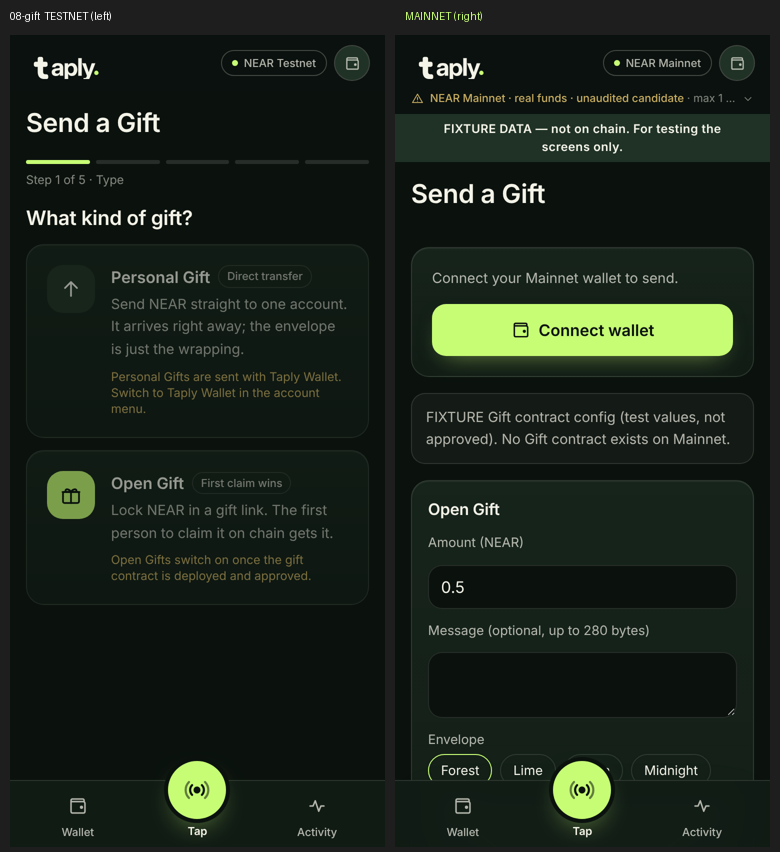 08-gift TESTNET (left)
taply.
NEAR Testnet
Send a Gift
Step 1 of 5 · Type
What kind of gift?
Personal Gift
Direct transfer
Send NEAR straight to one account.
It arrives right away; the envelope
is just the wrapping.
Personal Gifts are sent with Taply Wallet.
Switch to Taply Wallet in the account
menu.
Open Gift
First claim wins
Lock NEAR in a gift link. The first
person to claim it on chain gets it.
Open Gifts switch on once the gift
contract is deployed and approved.
Wallet
Tap
Activity
MAINNET (right)
taply.
NEAR Mainnet
NEAR Mainnet · real funds · unaudited candidate · max 1 ...
FIXTURE DATA — not on chain. For testing the
screens only.
Send a Gift
Connect your Mainnet wallet to send.
Connect wallet
FIXTURE Gift contract config (test values, not
approved). No Gift contract exists on Mainnet.
Open Gift
Amount (NEAR)
0.5
Message (optional, up to 280 bytes)
Envelope
Forest
Lime
Midnight
Wallet
Tap
Activity